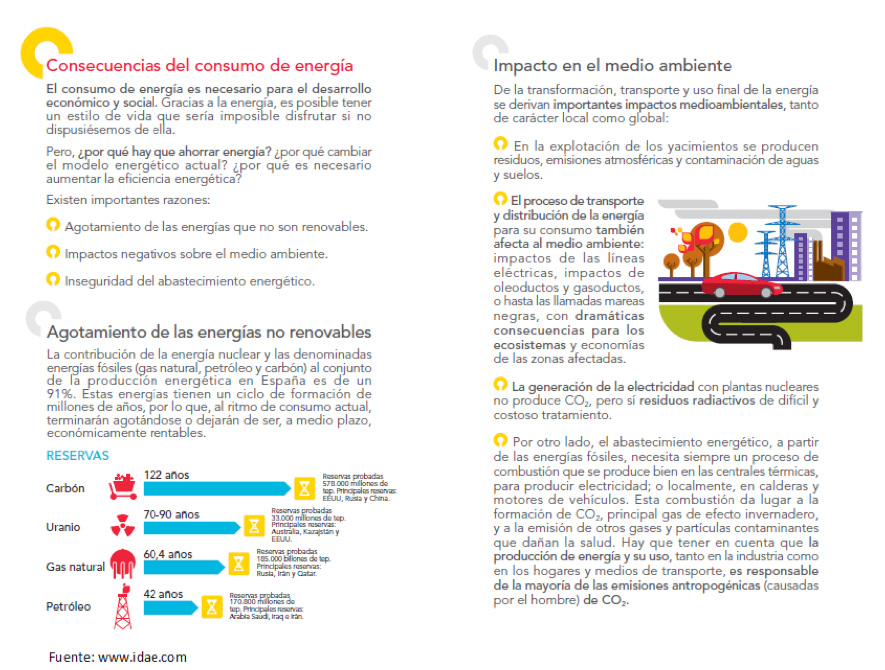 Consecuencias del consumo de energía
El consumo de energía es necesario para el desarrollo
económico y social. Gracias a la energía, es posible tener
un estilo de vida que sería imposible disfrutar si no
dispusiésemos de ella.
Pero, ¿por qué hay que ahorrar energía? ¿por qué cambiar
el modelo energético actual? ¿por qué es necesario
aumentar la eficiencia energética?
Existen importantes razones:
Agotamiento de las energías que no son renovables.
Impactos negativos sobre el medio ambiente.
Inseguridad del abastecimiento energético.
Agotamiento de las energías no renovables
La contribución de la energía nuclear y las denominadas
energías fósiles (gas natural, petróleo y carbón) al conjunto
de la producción energética en España es de un
91%. Estas energías tienen un ciclo de formación de
millones de años, por lo que, al ritmo de consumo actual,
terminarán agotándose o dejarán de ser, a medio plazo,
económicamente rentables.
RESERVAS
Carbón
122 años
Reservas probadas
578.000 millones de
tep. Principales reservas:
EEUU, Rusia y China.
Uranio
70-90 años
Reservas probadas
33.000 millones de tep.
Principales reservas:
Australia, Kazajstán y
EEUU.
Gas natural
60,4 años
Reservas probadas
185.000 billones de tep.
Principales reservas:
Rusia, Irán y Qatar.
Petróleo
42 años
Reservas probadas
170.800 millones de
tep. Principales reservas:
Arabia Saudí, Iraq e Irán.
Fuente: www.idae.com
Impacto en el medio ambiente
De la transformación, transporte y uso final de la energía
se derivan importantes impactos medioambientales, tanto
de carácter local como global:
En la explotación de los yacimientos se producen
residuos, emisiones atmosféricas y contaminación de aguas
y suelos.
El proceso de transporte
y distribución de la energía
para su consumo también
afecta al medio ambiente:
impactos de las líneas
eléctricas, impactos de
oleoductos y gasoductos,
o hasta las llamadas mareas
negras, con dramáticas
consecuencias para los
ecosistemas y economías
de las zonas afectadas.
La generación de la electricidad con plantas nucleares
no produce CO₂, pero sí residuos radiactivos de difícil y
costoso tratamiento.
Por otro lado, el abastecimiento energético, a partir
de las energías fósiles, necesita siempre un proceso de
combustión que se produce bien en las centrales térmicas,
para producir electricidad; o localmente, en calderas y
motores de vehículos. Esta combustión da lugar a la
formación de CO₂, principal gas de efecto invernadero,
y a la emisión de otros gases y partículas contaminantes
que dañan la salud. Hay que tener en cuenta que la
producción de energía y su uso, tanto en la industria como
en los hogares y medios de transporte, es responsable
de la mayoría de las emisiones antropogénicas (causadas
por el hombre) de CO₂.